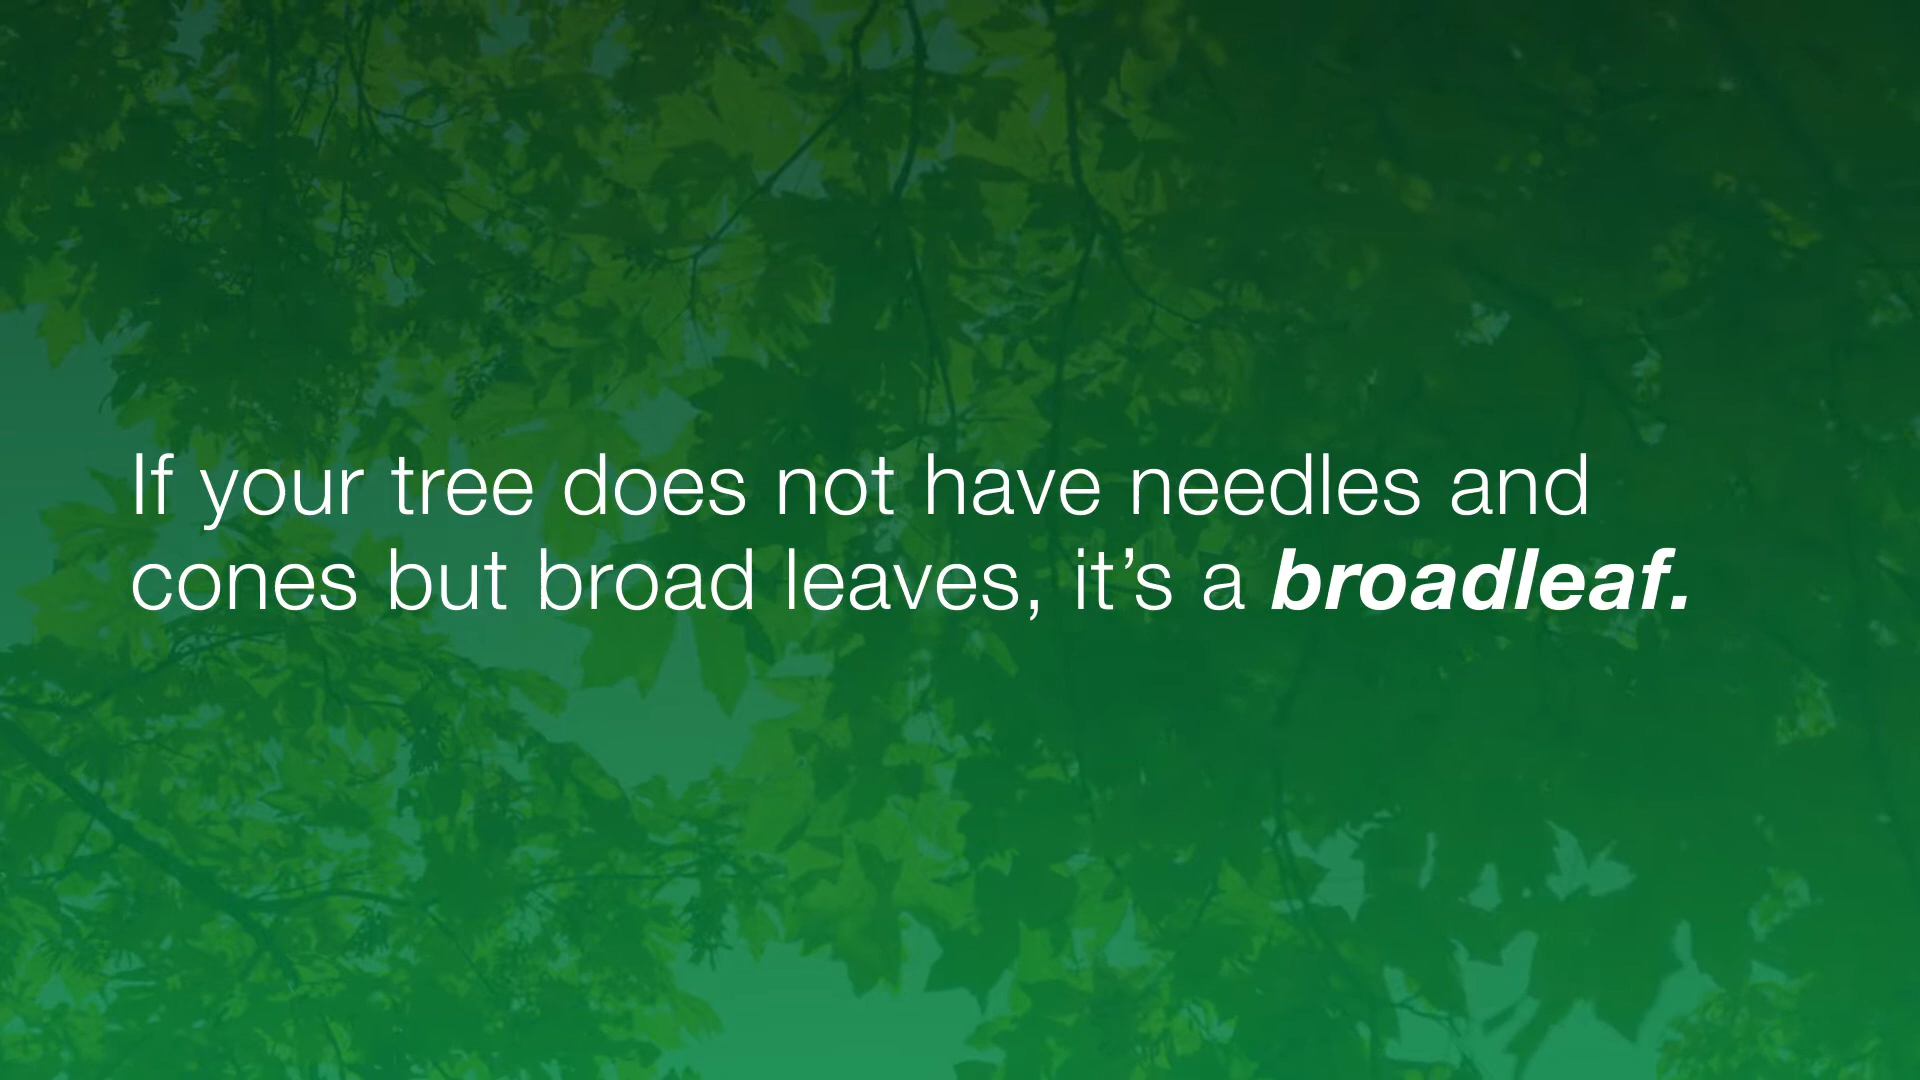 If your tree does not have needles and
cones but broad leaves, it’s a broadleaf.